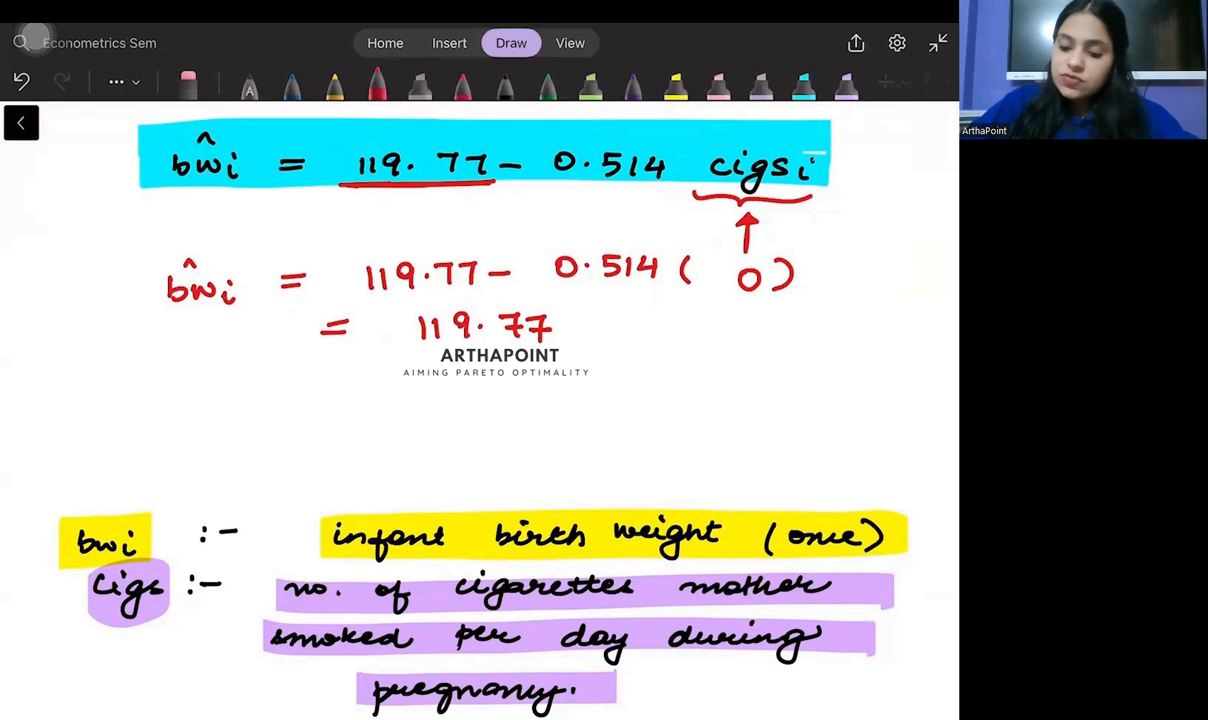 Econometrics Sem
Home Insert Draw View
A
ArthaPoint
bŵi = 119.77 - 0.514 cigsi
bŵi = 119.77 - 0.514 ( 0 )
= 119.77
ARTHAPOINT
AIMING PARETO OPTIMALITY
bwi :- infant birth weight (once)
Cigs :- no. of cigarettes mother
smoked per day during
pregnancy.